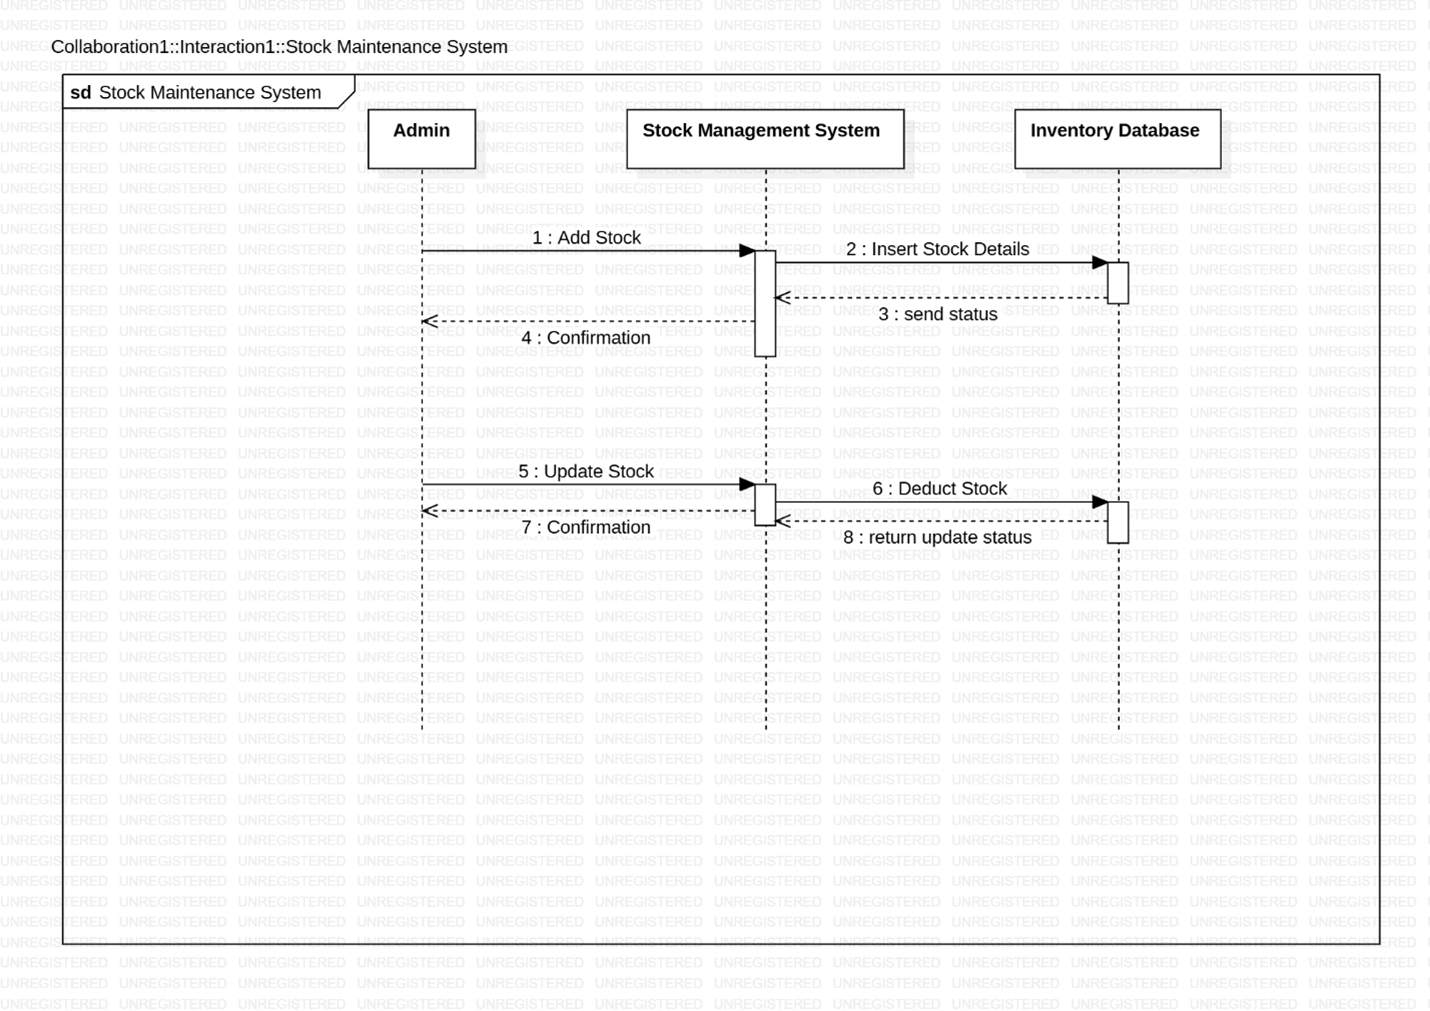 Collaboration1::Interaction1::Stock Maintenance System
sd Stock Maintenance System
Admin
Stock Management System
Inventory Database
1 : Add Stock
2 : Insert Stock Details
3 : send status
4 : Confirmation
5 : Update Stock
6 : Deduct Stock
7 : Confirmation
8 : return update status
UNREGISTERED